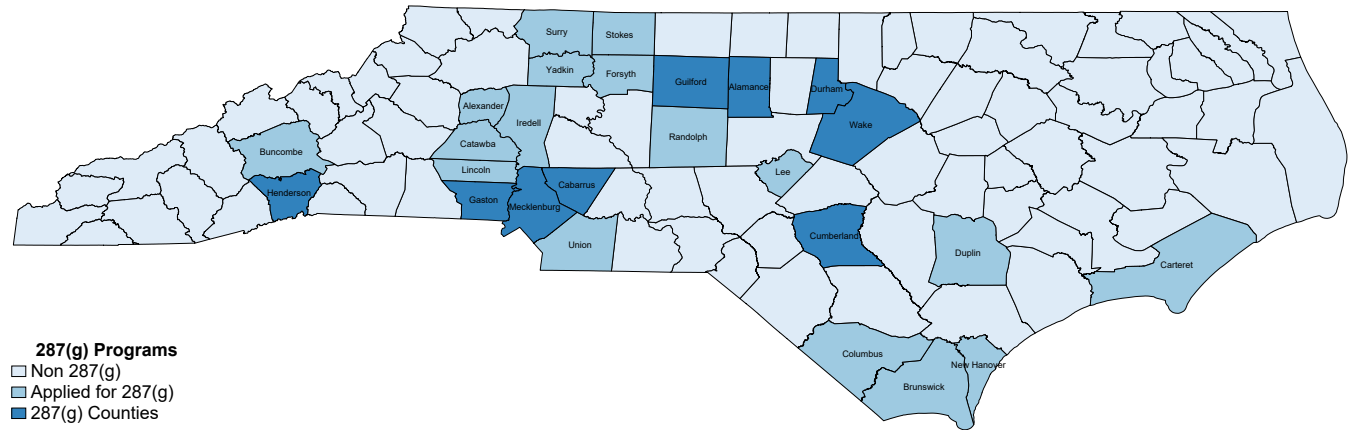 Surry
Stokes
Yadkin
Forsyth
Guilford
Alamance
Durham
Alexander
Iredell
Wake
Catawba
Randolph
Buncombe
Lincoln
Lee
Henderson
Gaston
Cabarrus
Mecklenburg
Union
Cumberland
Duplin
Carteret
Columbus
New Hanover
Brunswick
287(g) Programs
Non 287(g)
Applied for 287(g)
287(g) Counties